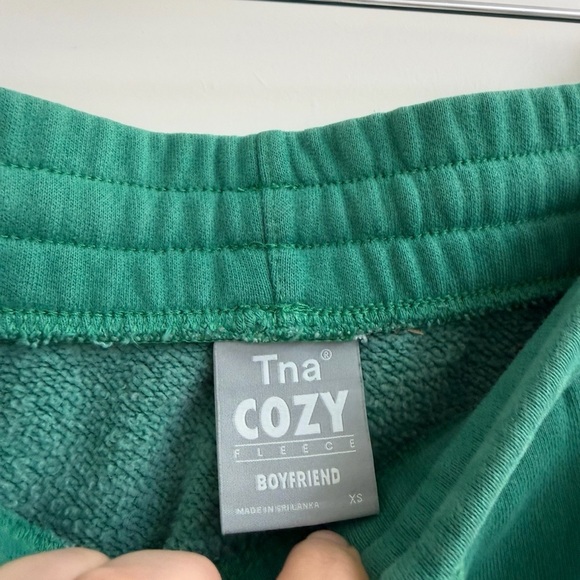 Tna®
COZY
FLEECE
BOYFRIEND
MADE IN SRI LANKA XS